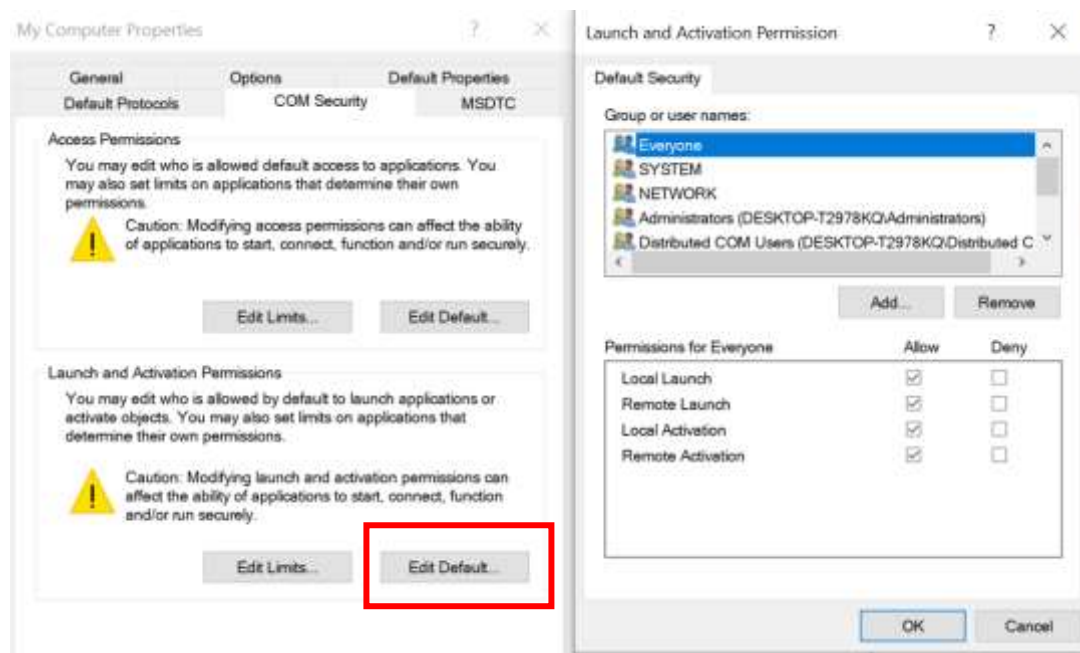 My Computer Properties
General Options Default Properties
Default Protocols COM Security MSDTC
Access Permissions
You may edit who is allowed default access to applications. You
may also set limits on applications that determine their own
permissions.
Caution: Modifying access permissions can affect the ability
of applications to start, connect, function and/or run securely.
Edit Limits... Edit Default...
Launch and Activation Permissions
You may edit who is allowed by default to launch applications or
activate objects. You may also set limits on applications that
determine their own permissions.
Caution: Modifying launch and activation permissions can
affect the ability of applications to start, connect, function
and/or run securely.
Edit Limits... Edit Default...
Launch and Activation Permission
Default Security
Group or user names:
Everyone
SYSTEM
NETWORK
Administrators (DESKTOP-T2978KQ\Administrators)
Distributed COM Users (DESKTOP-T2978KQ\Distributed C
Add... Remove
Permissions for Everyone Allow Deny
Local Launch
Remote Launch
Local Activation
Remote Activation
OK Cancel